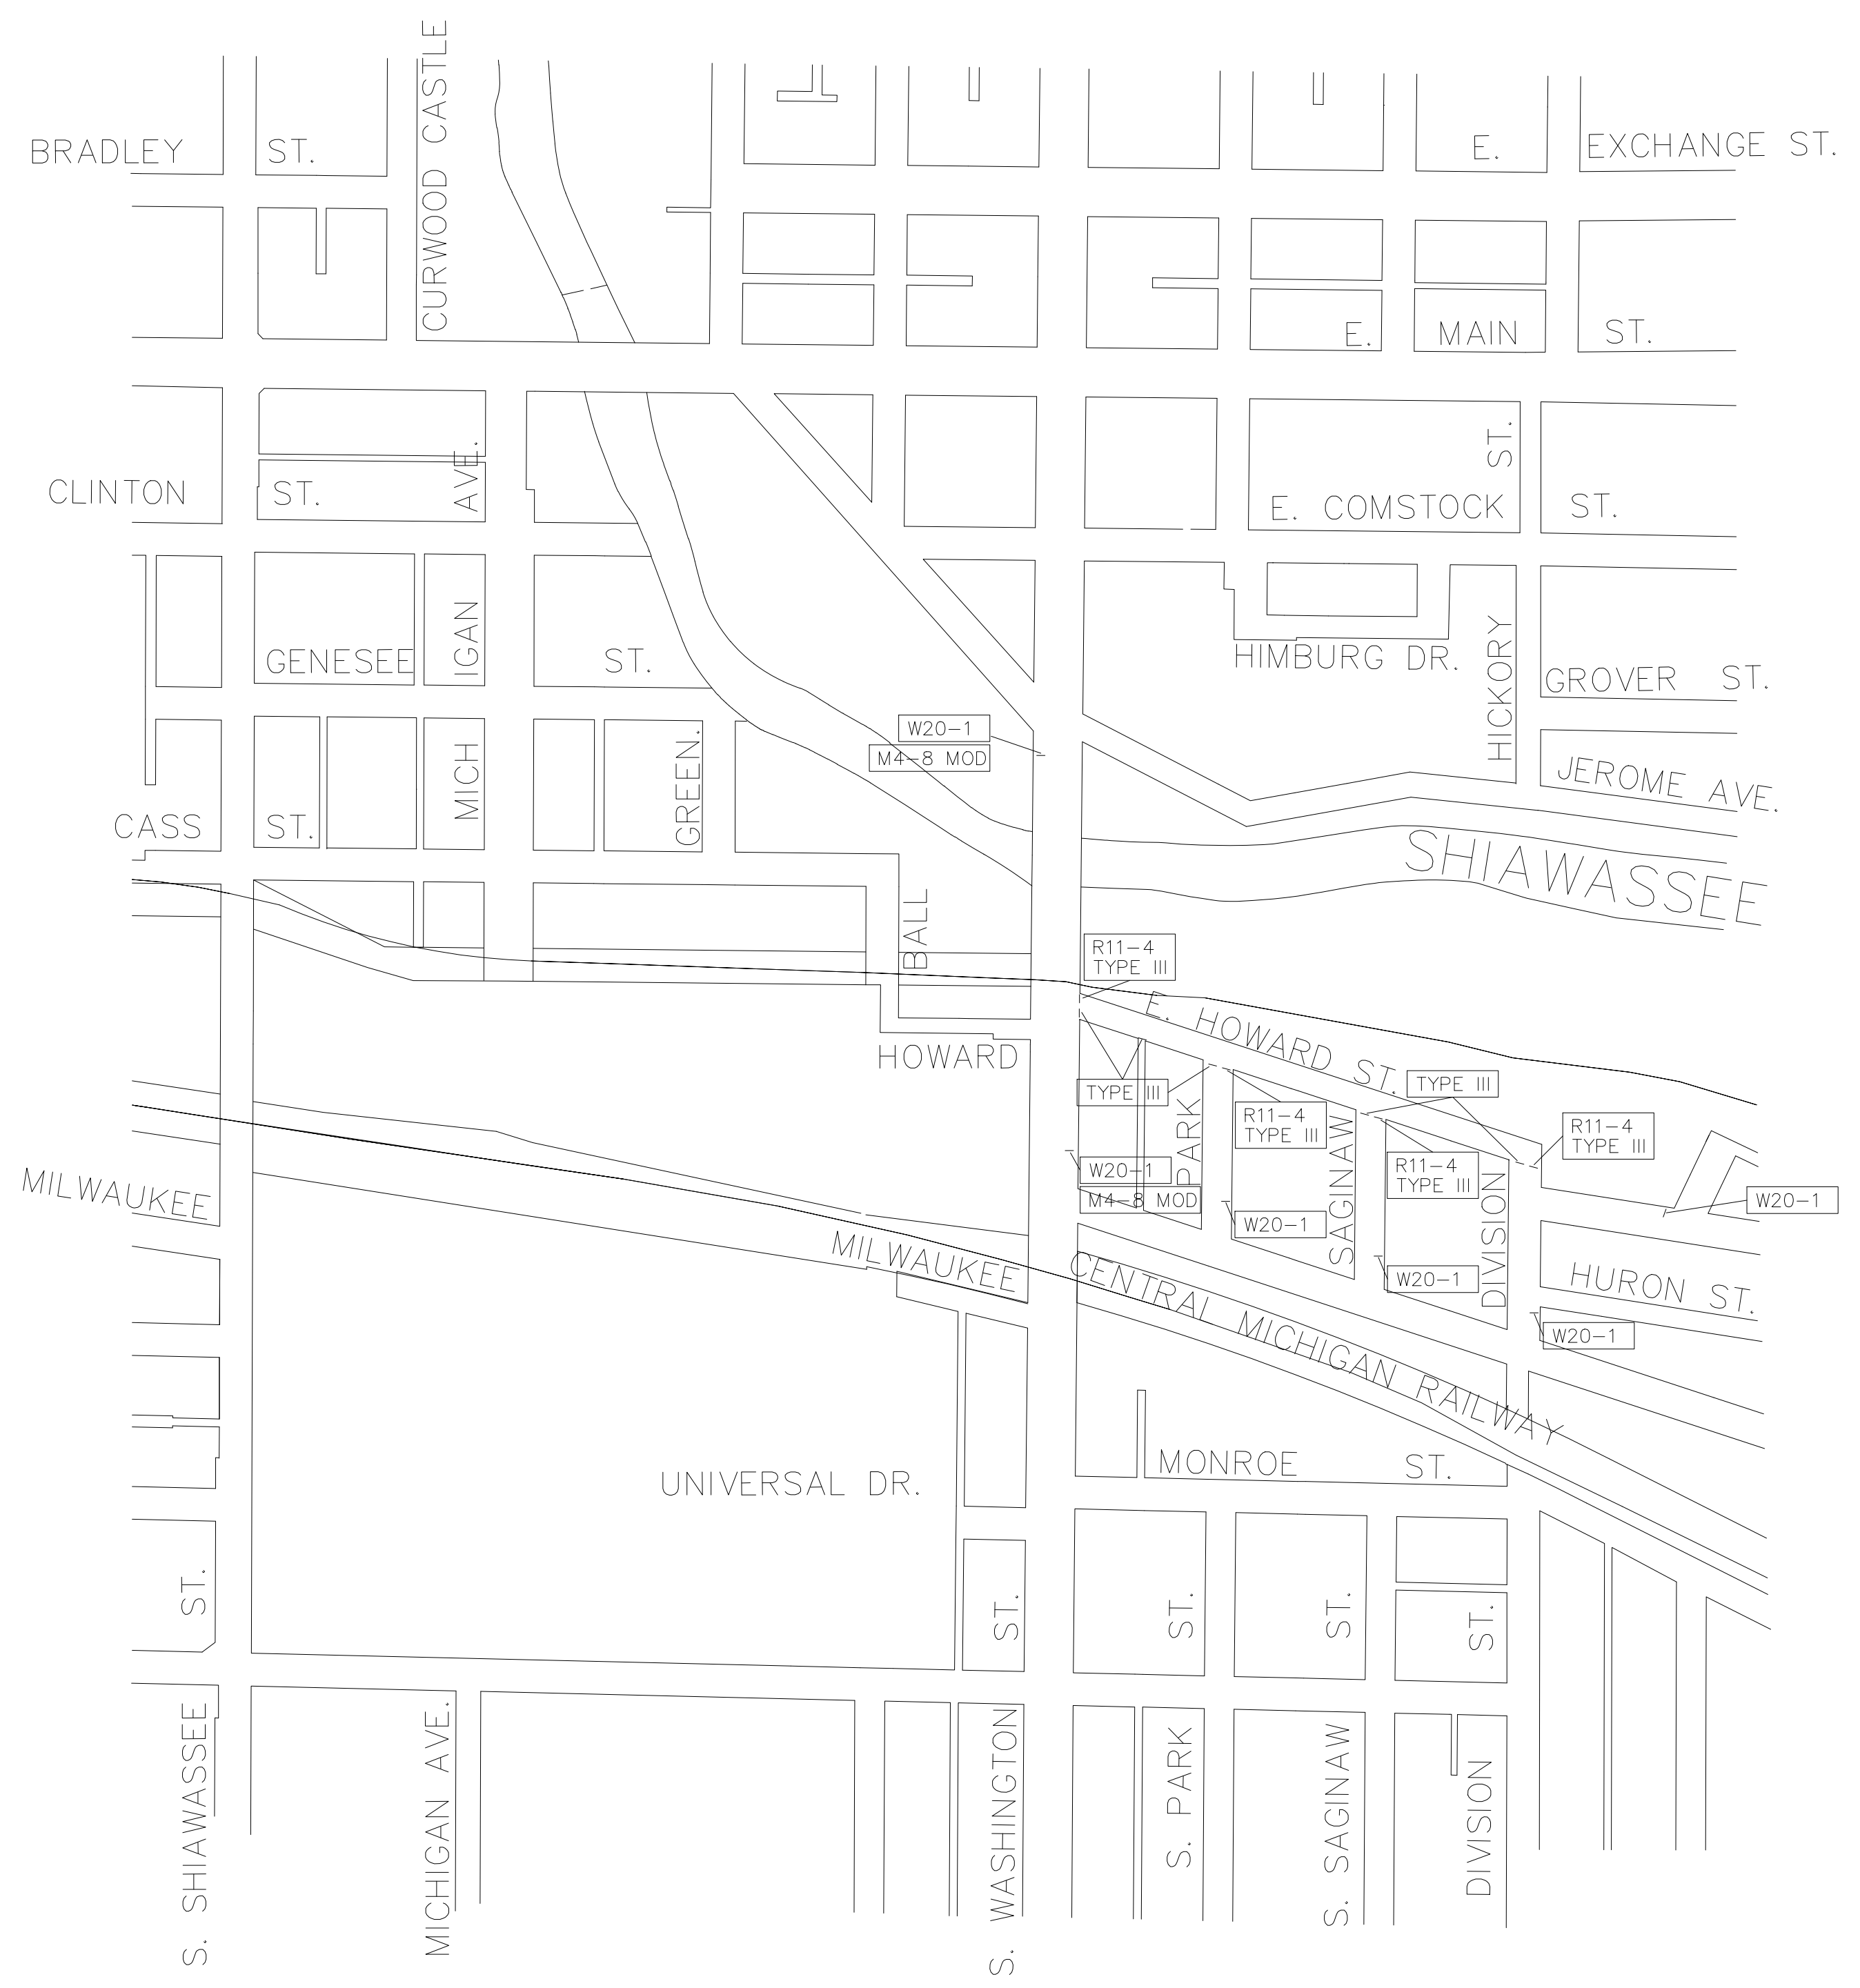 CURWOOD CASTLE
BRADLEY ST.
E. EXCHANGE ST.
E. MAIN ST.
CLINTON ST.
AVE.
ST.
E. COMSTOCK ST.
GENESEE
IGAN
ST.
HIMBURG DR.
HICKORY
GROVER ST.
W20-1
M4-8 MOD
MICH
GREEN.
JEROME AVE.
CASS ST.
SHIAWASSEE
BALL
R11-4
TYPE III
E. HOWARD ST.
HOWARD
TYPE III
PARK
R11-4
TYPE III
SAGINAW
TYPE III
R11-4
TYPE III
R11-4
TYPE III
DIVISION
W20-1
M4-8 MOD
W20-1
W20-1
W20-1
W20-1
MILWAUKEE
MILWAUKEE
CENTRAL MICHIGAN RAILWAY
HURON ST.
MONROE ST.
UNIVERSAL DR.
ST.
ST.
ST.
ST.
ST.
S. SHIAWASSEE
MICHIGAN AVE.
S. WASHINGTON
S. PARK
S. SAGINAW
DIVISION